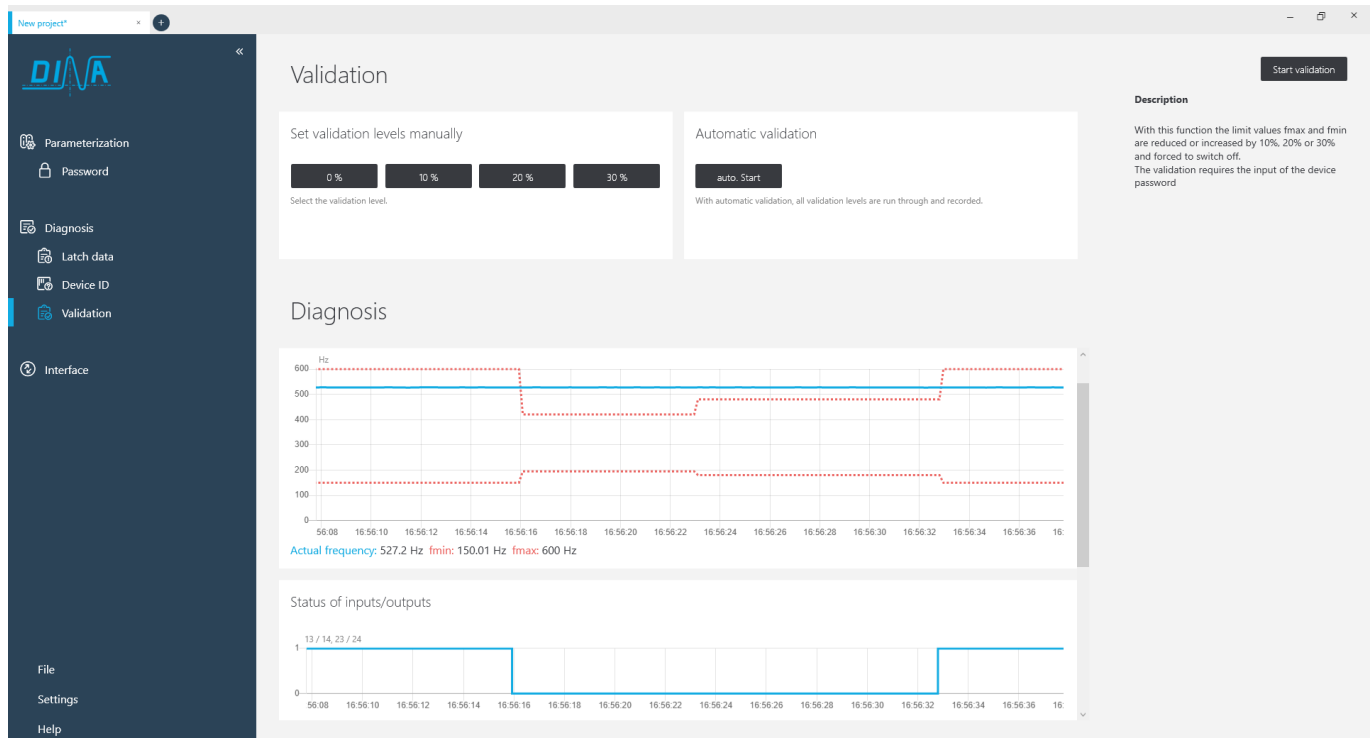 New project*
DINA
Parameterization
Password
Diagnosis
Latch data
Device ID
Validation
Interface
File
Settings
Help
Validation
Set validation levels manually
0 %
10 %
20 %
30 %
Select the validation level.
Automatic validation
auto. Start
With automatic validation, all validation levels are run through and recorded.
Start validation
Description
With this function the limit values fmax and fmin
are reduced or increased by 10%, 20% or 30%
and forced to switch off.
The validation requires the input of the device
password
Diagnosis
Hz
600
500
400
300
200
100
0
56:08 16:56:10 16:56:12 16:56:14 16:56:16 16:56:18 16:56:20 16:56:22 16:56:24 16:56:26 16:56:28 16:56:30 16:56:32 16:56:34 16:56:36 16:
Actual frequency: 527.2 Hz fmin: 150.01 Hz fmax: 600 Hz
Status of inputs/outputs
13 / 14, 23 / 24
1
0
56:08 16:56:10 16:56:12 16:56:14 16:56:16 16:56:18 16:56:20 16:56:22 16:56:24 16:56:26 16:56:28 16:56:30 16:56:32 16:56:34 16:56:36 16: